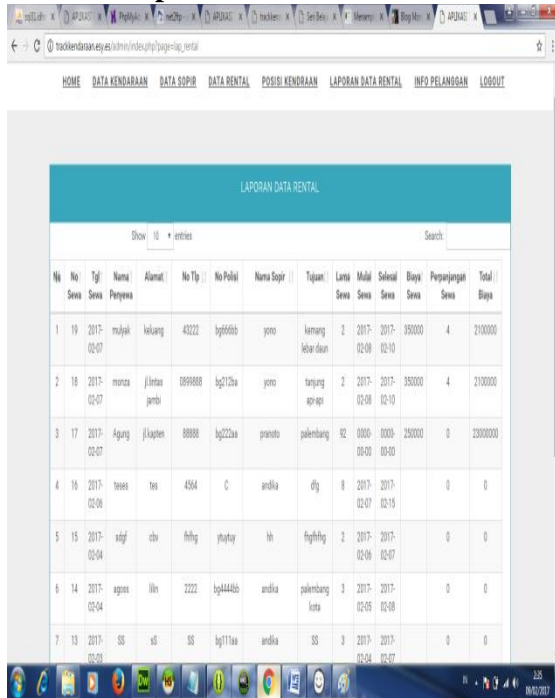 APLIKASI
PhpMyAd
APLIKASI
trackkendaraan.esy.es/admin/index.php?page=lap_rental
HOME DATA KENDARAAN DATA SOPIR DATA RENTAL POSISI KENDRAAN LAPORAN DATA RENTAL INFO PELANGGAN LOGOUT
LAPORAN DATA RENTAL
Show 10 entries Search:
No No Sewa Tgl Sewa Nama Penyewa Alamat No Tlp No Polisi Nama Sopir Tujuan Lama Sewa Mulai Sewa Selesai Sewa Biaya Sewa Perpanjangan Sewa Total Biaya
1 19 2017-02-07 mulyak keluang 43222 bg666bb yono kemang lebar daun 2 2017-02-08 2017-02-10 350000 4 2100000
2 18 2017-02-07 monza jl.lintas jambi 0899888 bg212ba yono tanjung api-api 2 2017-02-08 2017-02-10 350000 4 2100000
3 17 2017-02-07 Agung jl.kapten 88888 bg222aa pranoto palembang 92 0000-00-00 0000-00-00 250000 0 23000000
4 16 2017-02-06 teses tes 4564 C andika dfg 8 2017-02-07 2017-02-15 0 0
5 15 2017-02-04 adgf cbv fhfhg ytuytuy hh fhgfhfhg 2 2017-02-06 2017-02-07 0 0
6 14 2017-02-04 agoss 2222 bg4444bb andika palembang kota 3 2017-02-05 2017-02-08 0 0
7 13 2017-02-03 SS sS SS bg111aa andika SS 3 2017-02-04 2017-02-07 0 0
IN 2:35